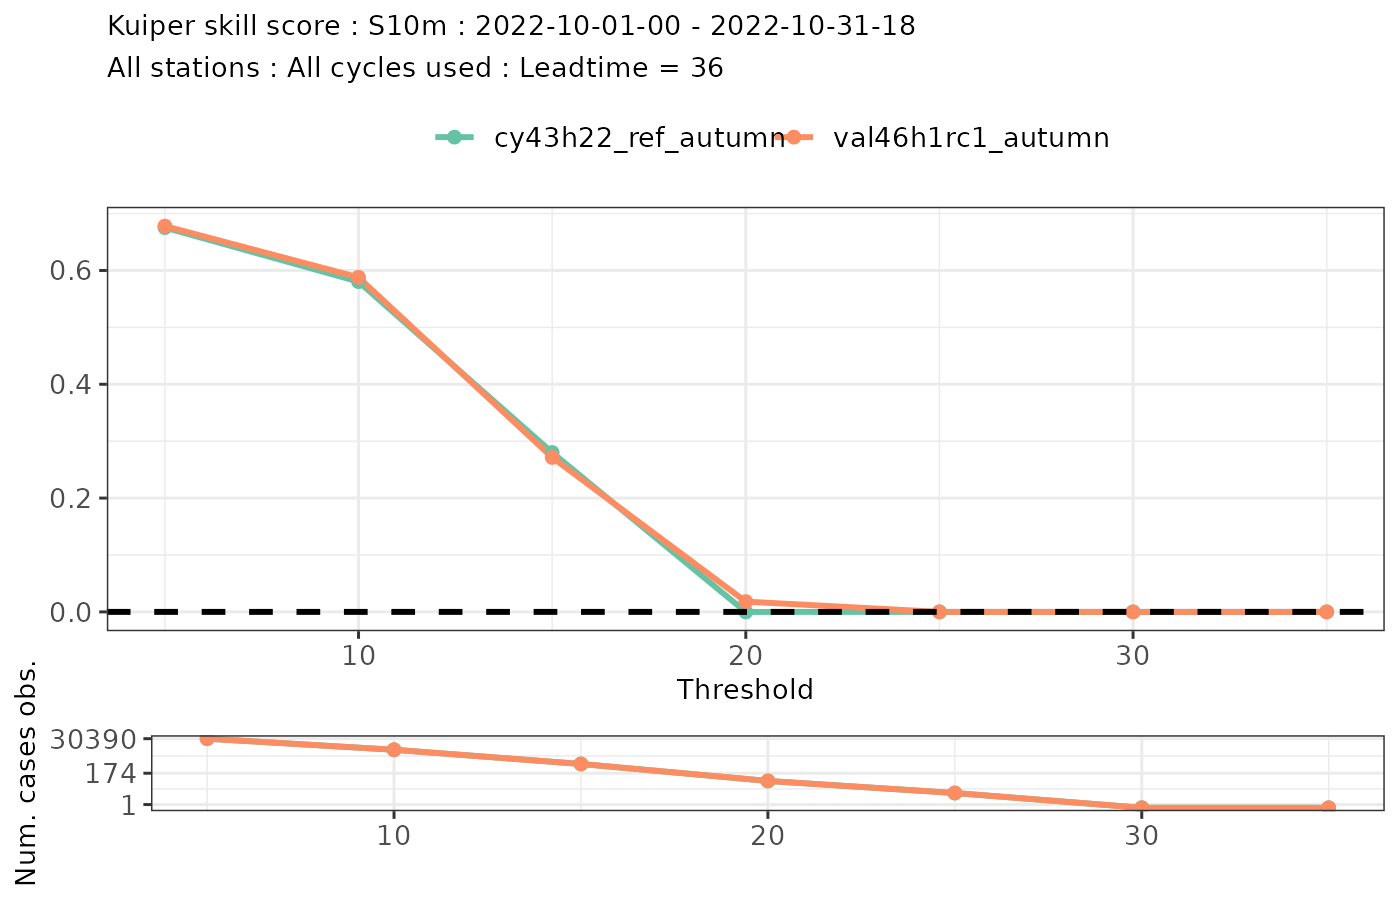 Kuiper skill score : S10m : 2022-10-01-00 - 2022-10-31-18
All stations : All cycles used : Leadtime = 36
cy43h22_ref_autumn val46h1rc1_autumn
0.6
0.4
0.2
0.0
10 20 30
Threshold
Num. cases obs.
30390
174
1
10 20 30